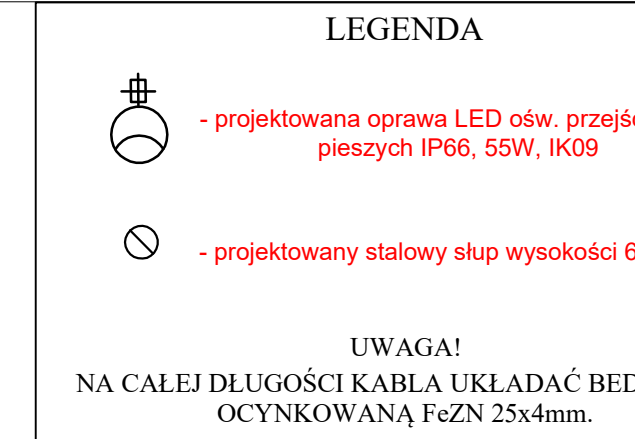 LEGENDA
- projektowana oprawa LED ośw. przejś
pieszych IP66, 55W, IK09
- projektowany stalowy słup wysokości 6
UWAGA!
NA CAŁEJ DŁUGOŚCI KABLA UKŁADAĆ BED
OCYNKOWANĄ FeZN 25x4mm.